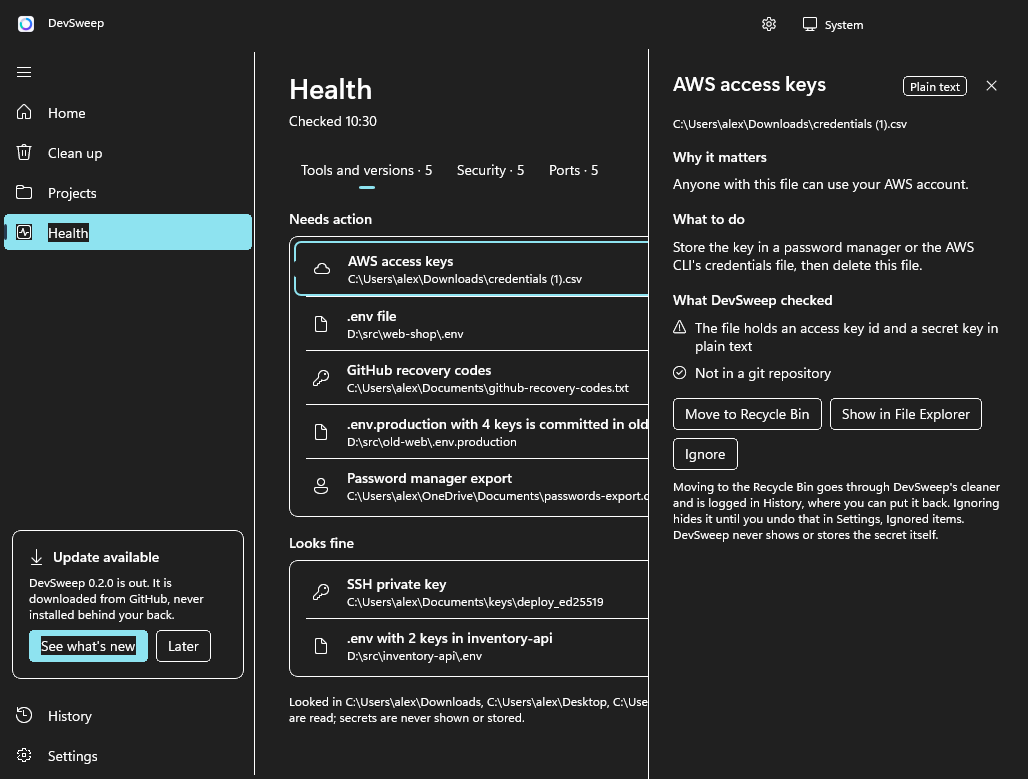 DevSweep
System
Home
Clean up
Projects
Health
Update available
DevSweep 0.2.0 is out. It is
downloaded from GitHub, never
installed behind your back.
See what's new
Later
History
Settings
Health
Checked 10:30
Tools and versions · 5
Security · 5
Ports · 5
Needs action
AWS access keys
C:\Users\alex\Downloads\credentials (1).csv
.env file
D:\src\web-shop\.env
GitHub recovery codes
C:\Users\alex\Documents\github-recovery-codes.txt
.env.production with 4 keys is committed in old
D:\src\old-web\.env.production
Password manager export
C:\Users\alex\OneDrive\Documents\passwords-export.c
Looks fine
SSH private key
C:\Users\alex\Documents\keys\deploy_ed25519
.env with 2 keys in inventory-api
D:\src\inventory-api\.env
Looked in C:\Users\alex\Downloads, C:\Users\alex\Desktop, C:\Use
are read; secrets are never shown or stored.
AWS access keys
Plain text
C:\Users\alex\Downloads\credentials (1).csv
Why it matters
Anyone with this file can use your AWS account.
What to do
Store the key in a password manager or the AWS
CLI's credentials file, then delete this file.
What DevSweep checked
The file holds an access key id and a secret key in
plain text
Not in a git repository
Move to Recycle Bin
Show in File Explorer
Ignore
Moving to the Recycle Bin goes through DevSweep's cleaner
and is logged in History, where you can put it back. Ignoring
hides it until you undo that in Settings, Ignored items.
DevSweep never shows or stores the secret itself.